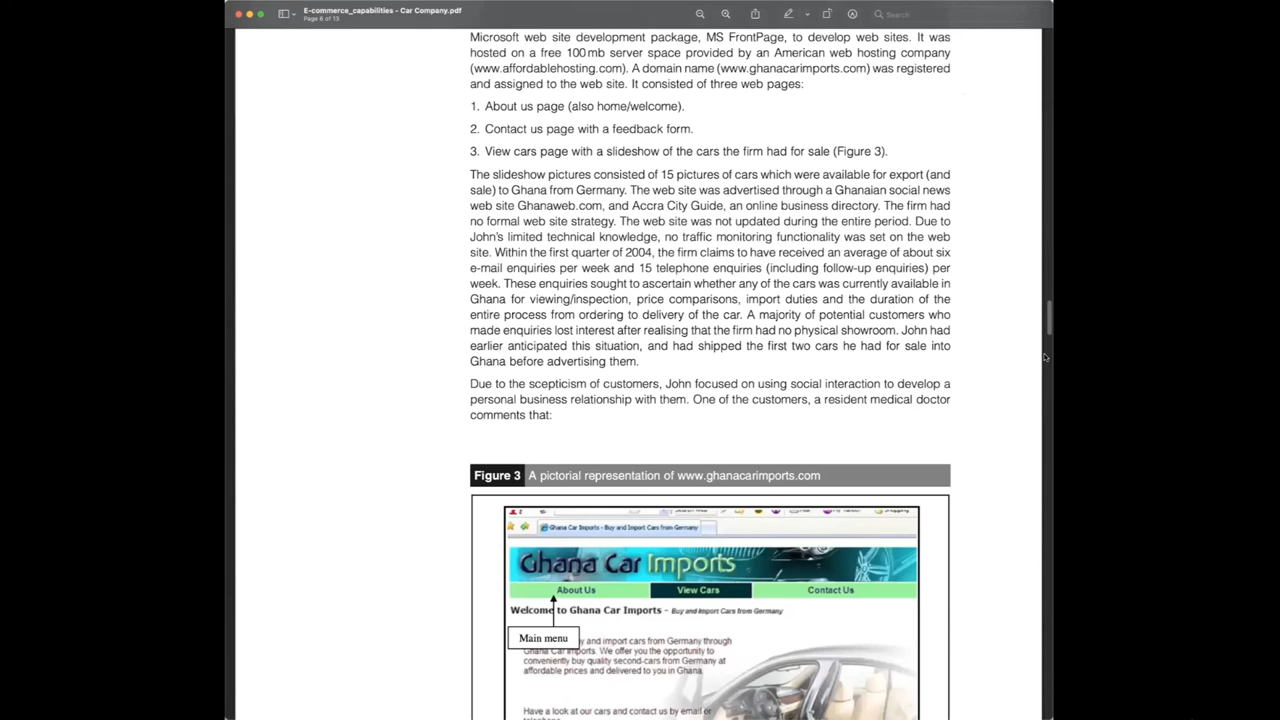 E-commerce_capabilities - Car Company.pdf
Page 6 of 15
Search
Microsoft web site development package, MS FrontPage, to develop web sites. It was
hosted on a free 100mb server space provided by an American web hosting company
(www.affordablehosting.com). A domain name (www.ghanacarimports.com) was registered
and assigned to the web site. It consisted of three web pages:
1. About us page (also home/welcome).
2. Contact us page with a feedback form.
3. View cars page with a slideshow of the cars the firm had for sale (Figure 3).
The slideshow pictures consisted of 15 pictures of cars which were available for export (and
sale) to Ghana from Germany. The web site was advertised through a Ghanaian social news
web site Ghanaweb.com, and Accra City Guide, an online business directory. The firm had
no formal web site strategy. The web site was not updated during the entire period. Due to
John's limited technical knowledge, no traffic monitoring functionality was set on the web
site. Within the first quarter of 2004, the firm claims to have received an average of about six
e-mail enquiries per week and 15 telephone enquiries (including follow-up enquiries) per
week. These enquiries sought to ascertain whether any of the cars was currently available in
Ghana for viewing/inspection, price comparisons, import duties and the duration of the
entire process from ordering to delivery of the car. A majority of potential customers who
made enquiries lost interest after realising that the firm had no physical showroom. John had
earlier anticipated this situation, and had shipped the first two cars he had for sale into
Ghana before advertising them.
Due to the scepticism of customers, John focused on using social interaction to develop a
personal business relationship with them. One of the customers, a resident medical doctor
comments that:
Figure 3 A pictorial representation of www.ghanacarimports.com
Ghana Car Imports - Buy and Import Cars from Germany
Ghana Car Imports
About Us View Cars Contact Us
Welcome to Ghana Car Imports - Buy and Import Cars from Germany
Main menu
y and import cars from Germany through
Ghana Car Imports. We offer you the opportunity to
conveniently buy quality second-cars from Germany at
affordable prices and delivered to you in Ghana.
Have a look at our cars and contact us by email or